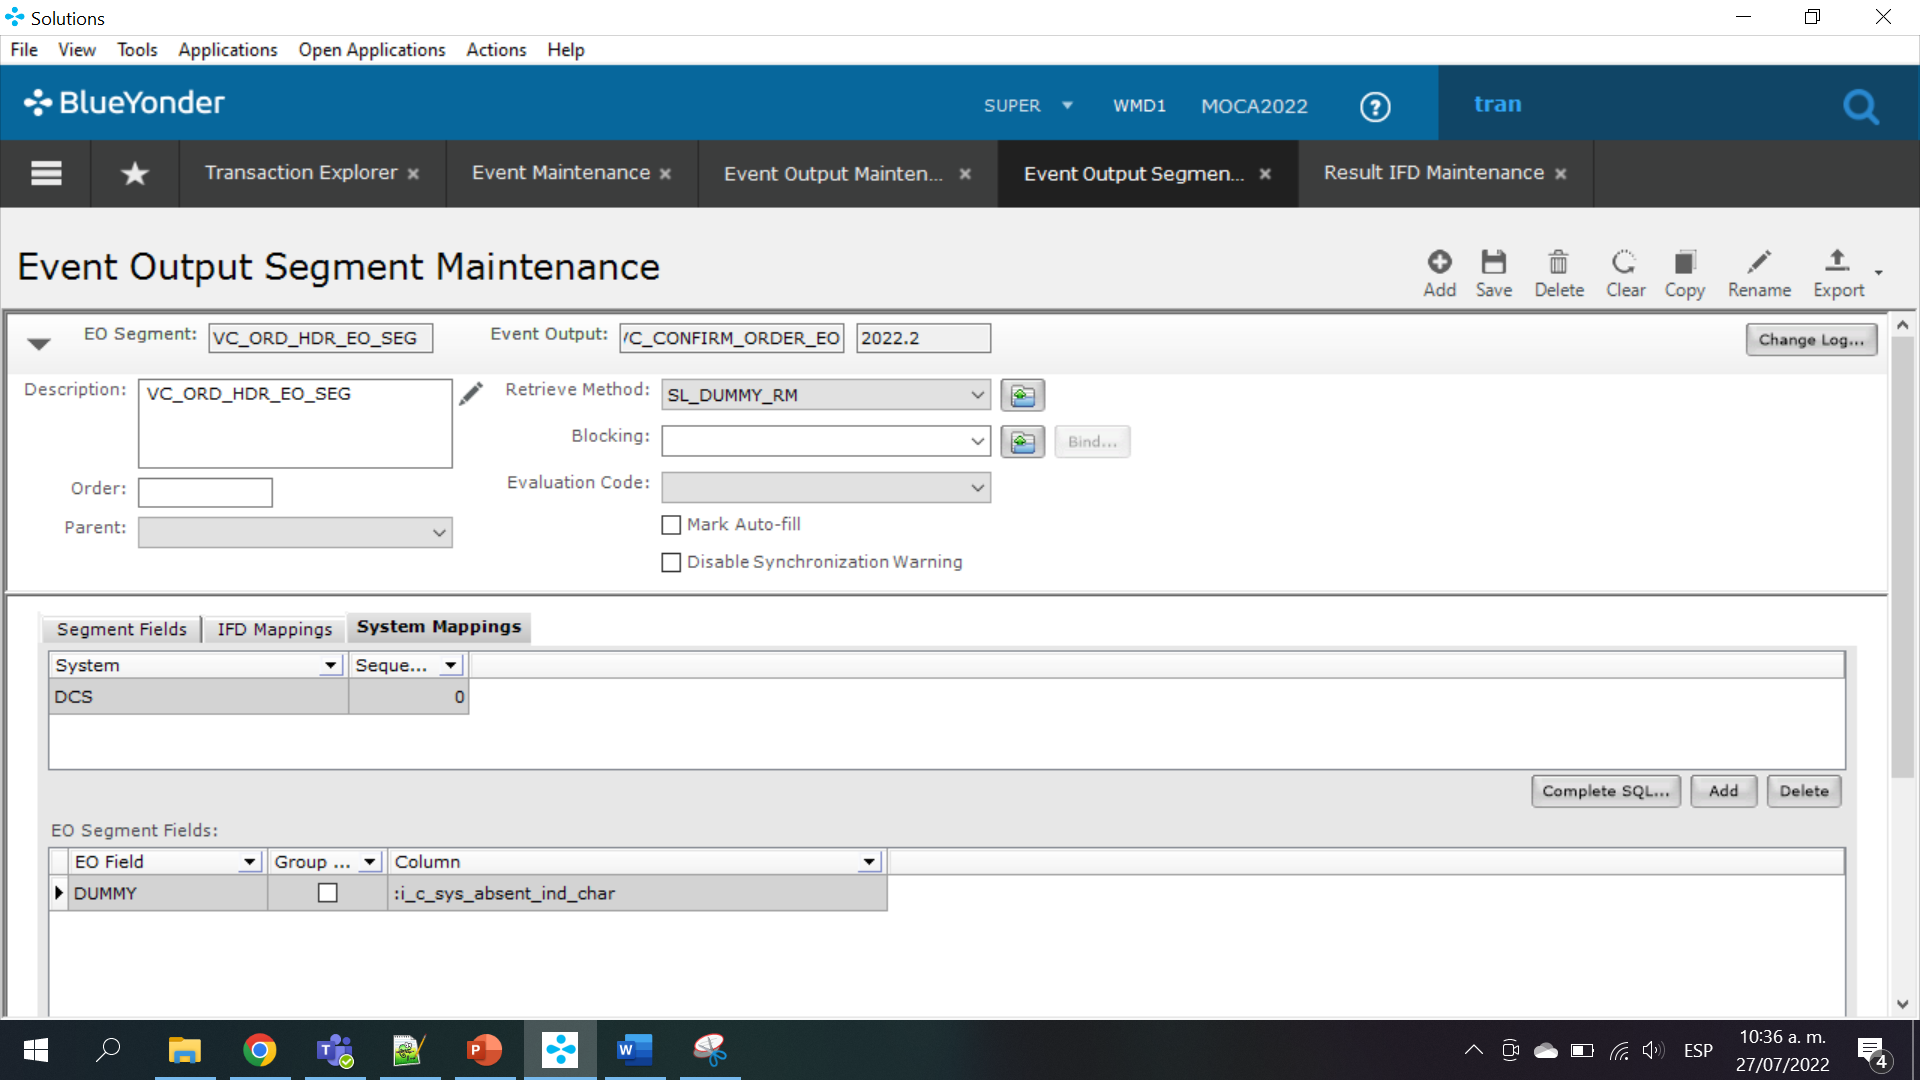 Solutions
File View Tools Applications Open Applications Actions Help
BlueYonder SUPER WMD1 MOCA2022 ? tran
Transaction Explorer × Event Maintenance × Event Output Mainten... × Event Output Segmen... × Result IFD Maintenance ×
Event Output Segment Maintenance
Add Save Delete Clear Copy Rename Export
EO Segment: VC_ORD_HDR_EO_SEG Event Output: VC_CONFIRM_ORDER_EO 2022.2 Change Log...
Description: VC_ORD_HDR_EO_SEG Retrieve Method: SL_DUMMY_RM
Blocking: Bind...
Order: Evaluation Code:
Parent: Mark Auto-fill
Disable Synchronization Warning
Segment Fields IFD Mappings System Mappings
System Seque...
DCS 0
Complete SQL... Add Delete
EO Segment Fields:
EO Field Group ... Column
DUMMY :i_c_sys_absent_ind_char
ESP 10:36 a. m.
27/07/2022 4